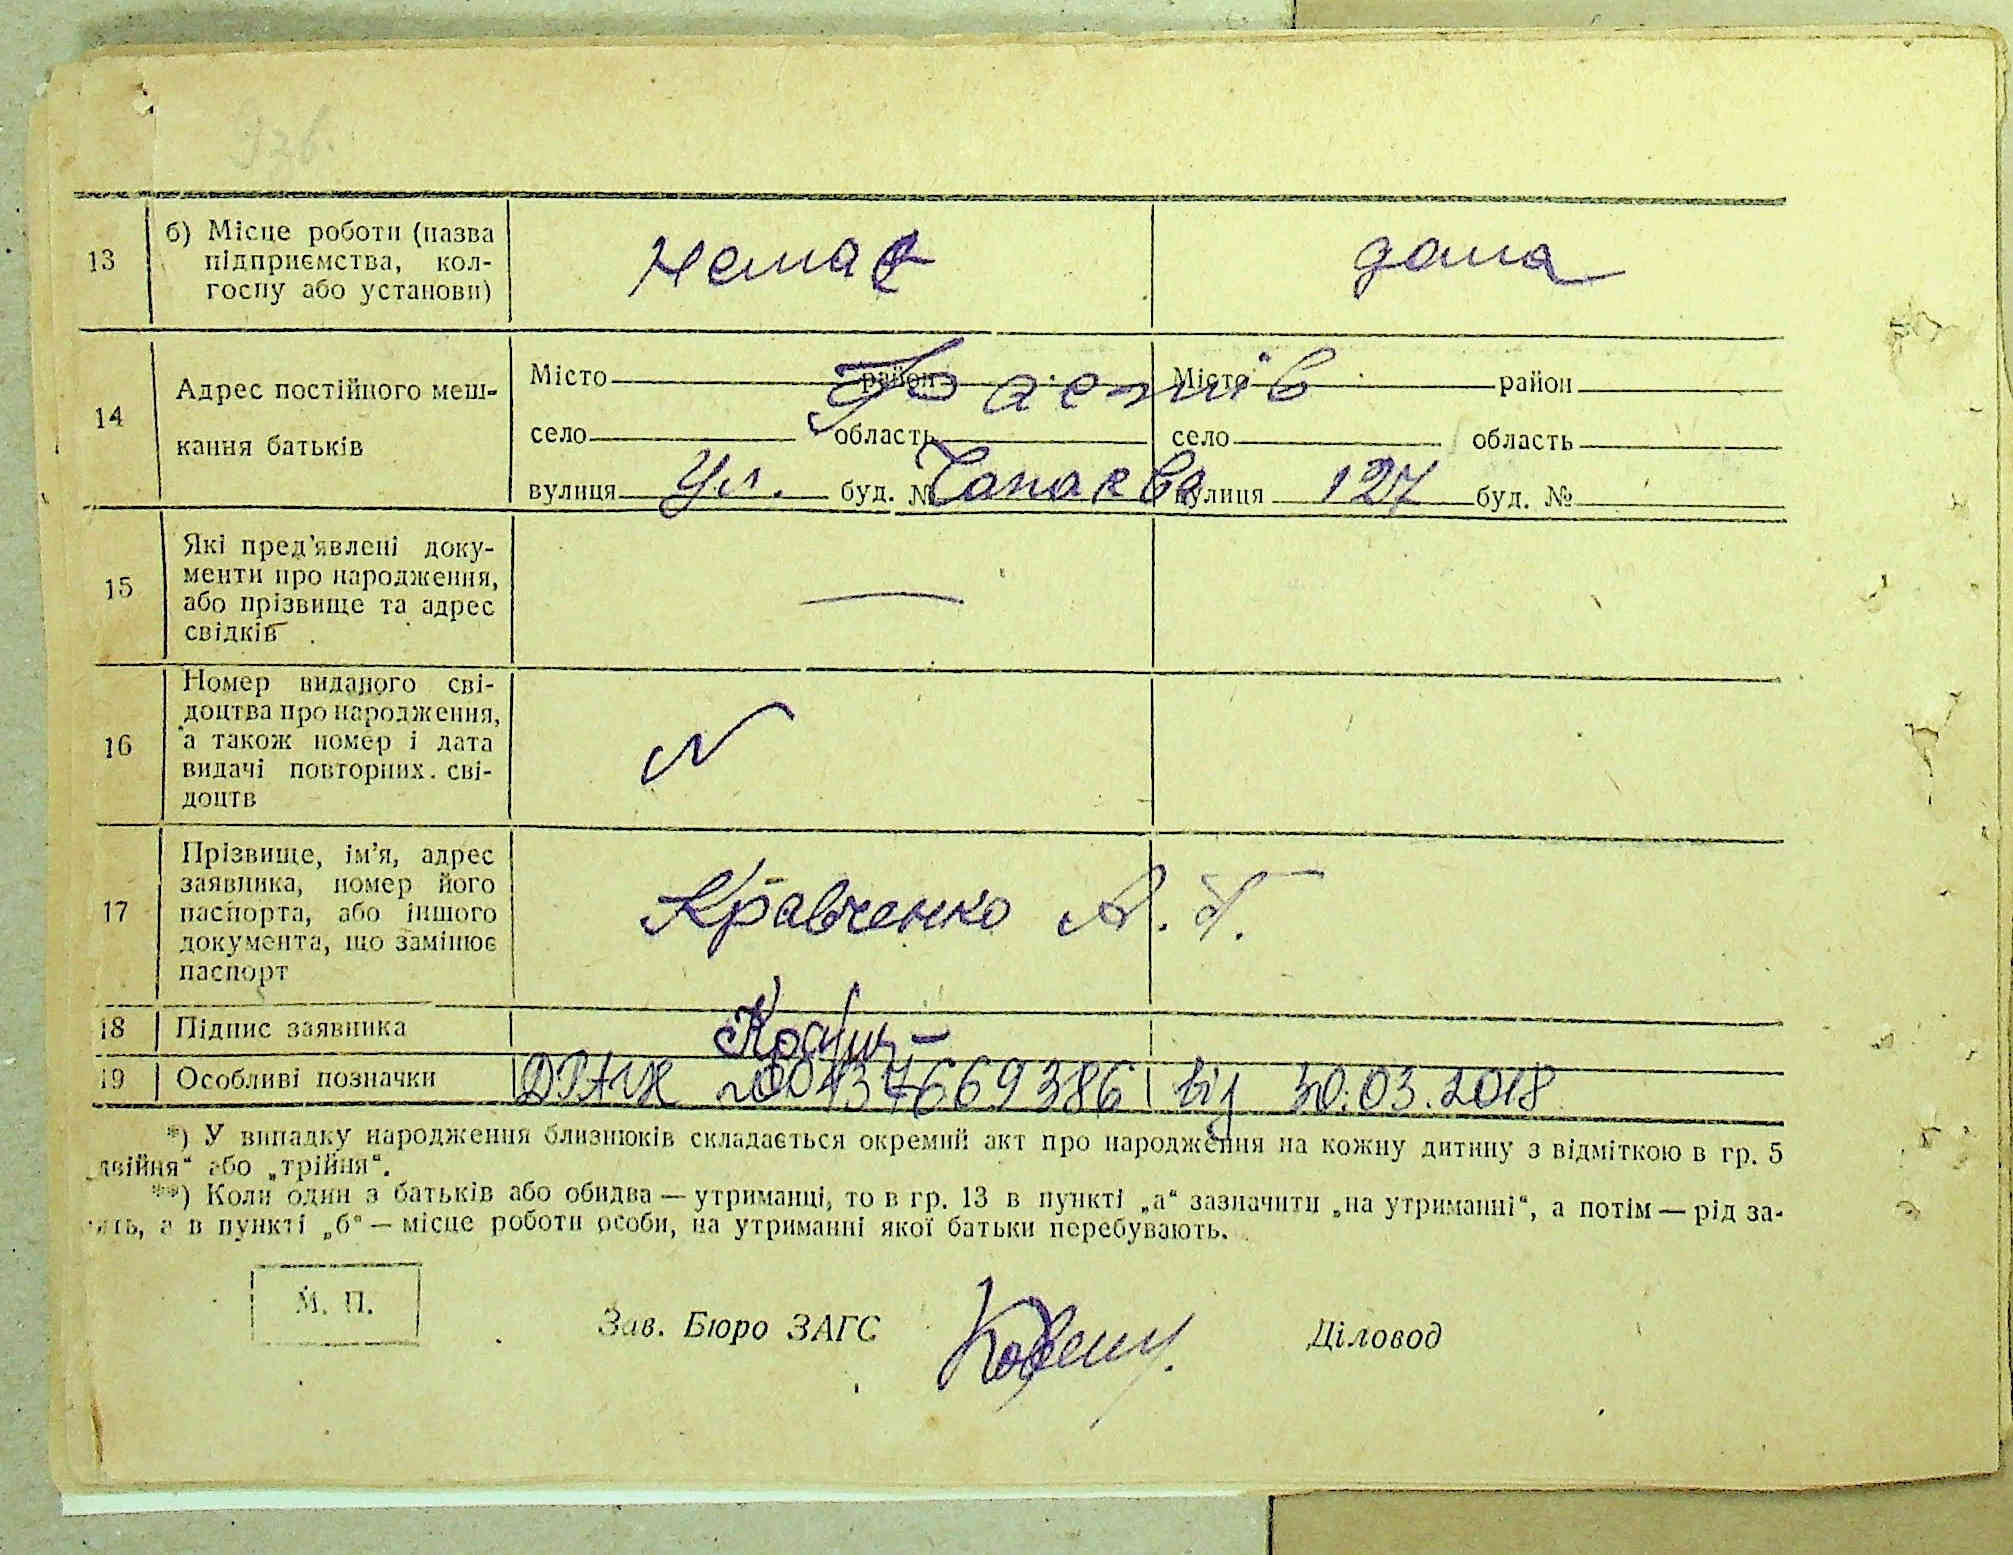 326.
13
б) Місце роботи (назва
підприємства, кол-
госпу або установи)
немає
дома
14
Адрес постійного меш-
кання батьків
Місто район Місто район
Фастів
село область село область
вулиця Ул. буд. № Чапаєва вулиця 127 буд. №
15
Які пред'явлені доку-
менти про народження,
або прізвище та адрес
свідків
—
16
Номер виданого сві-
доцтва про народження,
а також номер і дата
видачі повторних сві-
доцтв
N
17
Прізвище, ім'я, адрес
заявника, номер його
паспорта, або іншого
документа, що замінює
паспорт
Кравченко А. Т.
18 Підпис заявника
19 Особливі позначки
ДРАЦС 000437669386 від 30.03.2018
*) У випадку народження близнюків складається окремий акт про народження на кожну дитину з відміткою в гр. 5
„двійня“ або „трійня“.
**) Коли один з батьків або обидва — утриманці, то в гр. 13 в пункті „а“ зазначити „на утриманні“, а потім — рід за-
нять, а в пункті „б“ — місце роботи особи, на утриманні якої батьки перебувають.
М. П.
Зав. Бюро ЗАГС
Діловод